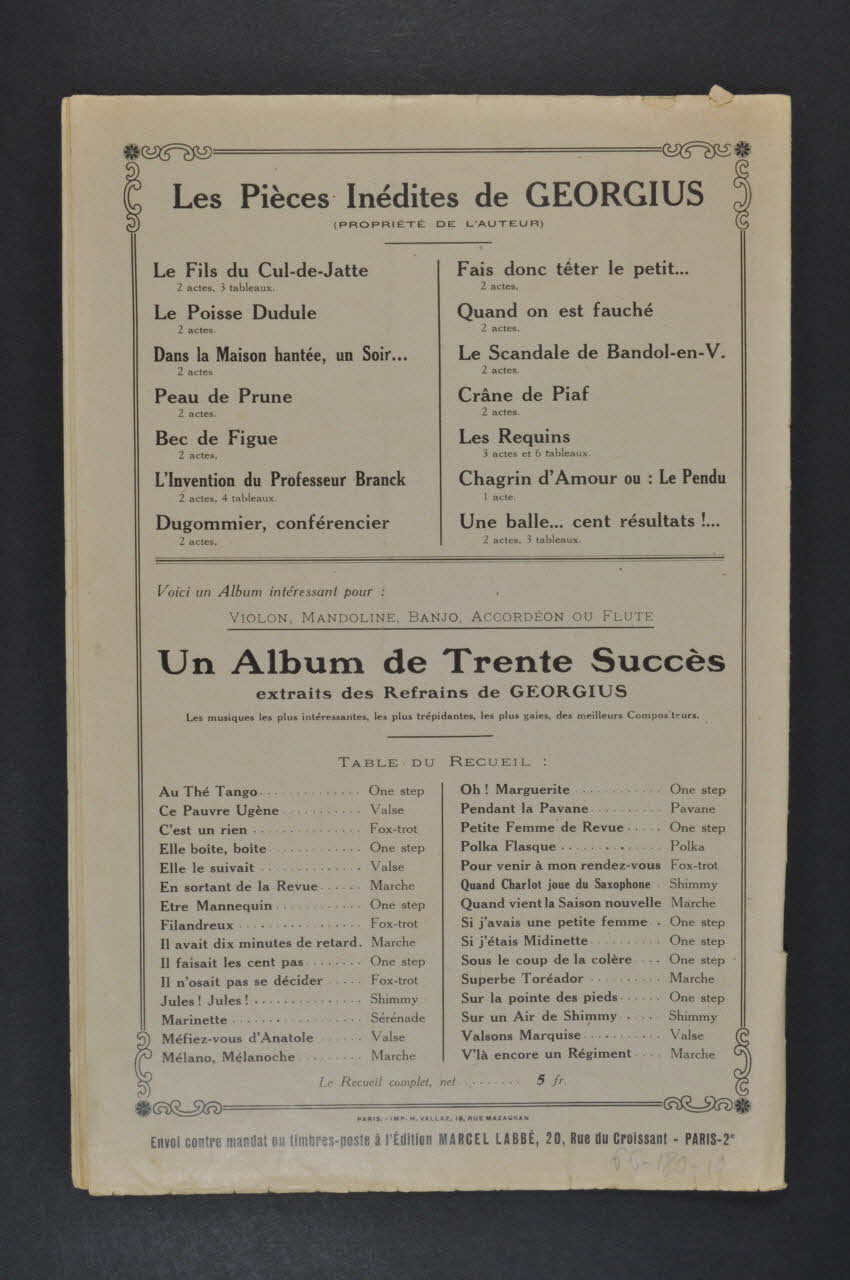 Les Pièces Inédites de GEORGIUS
(PROPRIÉTÉ DE L'AUTEUR)
Le Fils du Cul-de-Jatte
2 actes, 3 tableaux.
Le Poisse Dudule
2 actes.
Dans la Maison hantée, un Soir...
2 actes
Peau de Prune
2 actes.
Bec de Figue
2 actes.
L'Invention du Professeur Branck
2 actes, 4 tableaux.
Dugommier, conférencier
2 actes.
Fais donc têter le petit...
2 actes.
Quand on est fauché
2 actes.
Le Scandale de Bandol-en-V.
2 actes.
Crâne de Piaf
2 actes.
Les Requins
3 actes et 6 tableaux.
Chagrin d'Amour ou : Le Pendu
1 acte.
Une balle... cent résultats !...
2 actes, 3 tableaux.
Voici un Album intéressant pour :
VIOLON, MANDOLINE, BANJO, ACCORDÉON OU FLUTE
Un Album de Trente Succès
extraits des Refrains de GEORGIUS
Les musiques les plus intéressantes, les plus trépidantes, les plus gaies, des meilleurs Compositeurs.
TABLE DU RECUEIL :
Au Thé Tango One step
Ce Pauvre Ugène Valse
C'est un rien Fox-trot
Elle boite, boite One step
Elle le suivait Valse
En sortant de la Revue Marche
Etre Mannequin One step
Filandreux Fox-trot
Il avait dix minutes de retard. Marche
Il faisait les cent pas One step
Il n'osait pas se décider Fox-trot
Jules ! Jules ! Shimmy
Marinette Sérénade
Méfiez-vous d'Anatole Valse
Mélano, Mélanoche Marche
Oh ! Marguerite One step
Pendant la Pavane Pavane
Petite Femme de Revue One step
Polka Flasque Polka
Pour venir à mon rendez-vous Fox-trot
Quand Charlot joue du Saxophone Shimmy
Quand vient la Saison nouvelle Marche
Si j'avais une petite femme One step
Si j'étais Midinette One step
Sous le coup de la colère One step
Superbe Toréador Marche
Sur la pointe des pieds One step
Sur un Air de Shimmy Shimmy
Valsons Marquise Valse
V'là encore un Régiment Marche
Le Recueil complet, net 5 fr.
PARIS. - IMP. H. VALLAZ, 18, RUE MAZAGRAN
Envoi contre mandat ou timbres-poste à l'Édition MARCEL LABBÉ, 20, Rue du Croissant - PARIS-2e